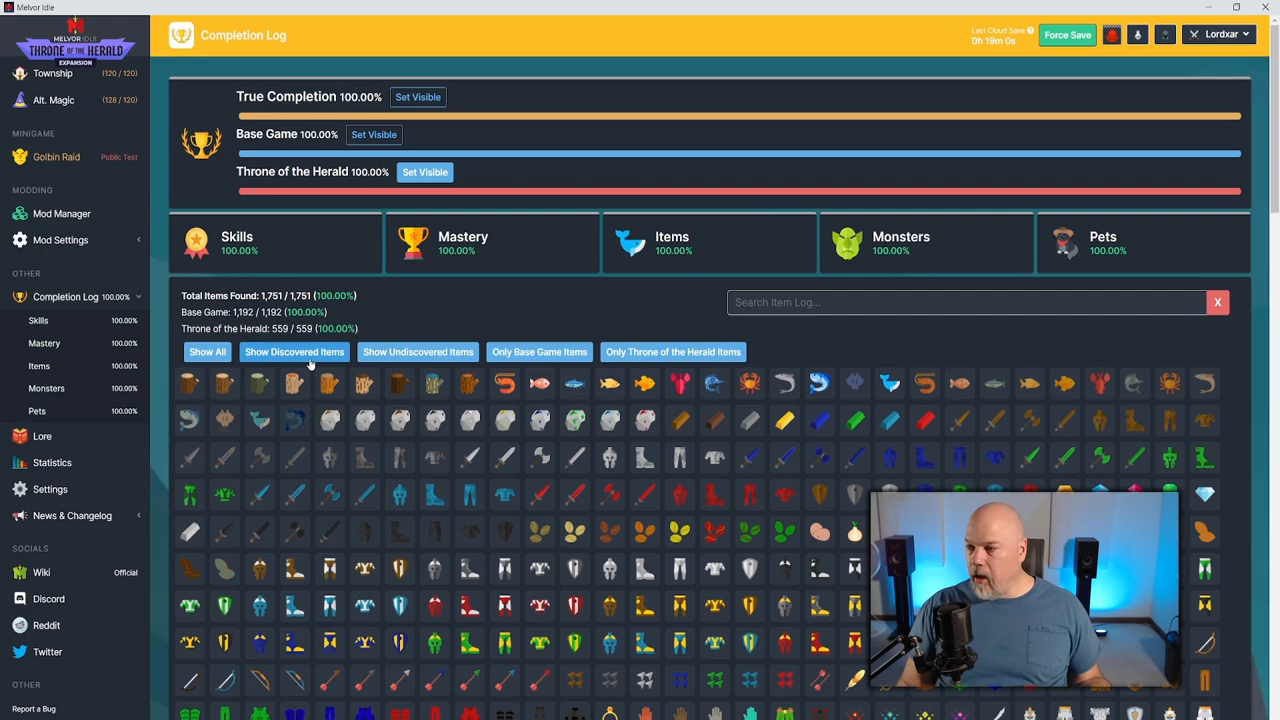 Melvor Idle
MELVOR IDLE
THRONE OF THE HERALD
EXPANSION
Township (120 / 120)
Alt. Magic (128 / 120)
MINIGAME
Golbin Raid Public Test
MODDING
Mod Manager
Mod Settings
OTHER
Completion Log 100.00%
Skills 100.00%
Mastery 100.00%
Items 100.00%
Monsters 100.00%
Pets 100.00%
Lore
Statistics
Settings
News & Changelog
SOCIALS
Wiki Official
Discord
Reddit
Twitter
OTHER
Report a Bug
Completion Log
Last Cloud Save
0h 19m 0s
Force Save
Lordxar
True Completion 100.00% Set Visible
Base Game 100.00% Set Visible
Throne of the Herald 100.00% Set Visible
Skills
100.00%
Mastery
100.00%
Items
100.00%
Monsters
100.00%
Pets
100.00%
Total Items Found: 1,751 / 1,751 (100.00%)
Base Game: 1,192 / 1,192 (100.00%)
Throne of the Herald: 559 / 559 (100.00%)
Search Item Log... X
Show All Show Discovered Items Show Undiscovered Items Only Base Game Items Only Throne of the Herald Items